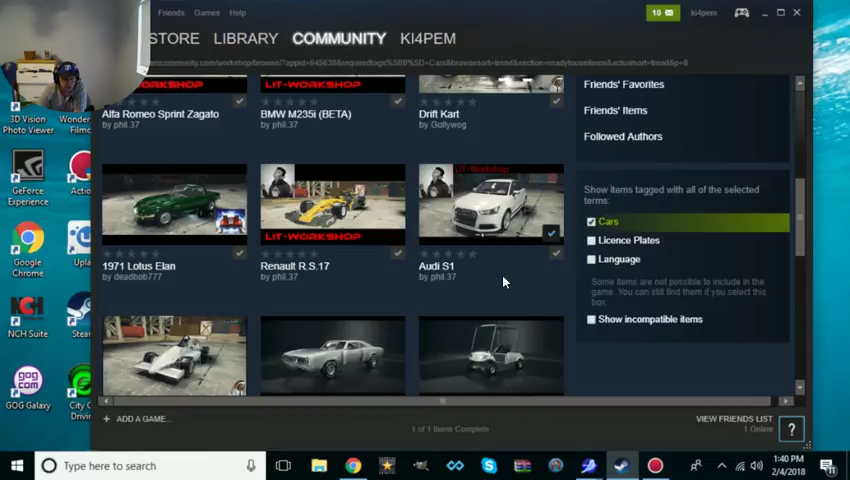 Friends Games Help
10 ki4pem
STORE LIBRARY COMMUNITY KI4PEM
LIT-WORKSHOP LIT-WORKSHOP
Alfa Romeo Sprint Zagato
by phil.37
BMW M235i (BETA)
by phil.37
Drift Kart
by Gollywog
LIT-WORKSHOP
LIT-Workshop
1971 Lotus Elan
by deadbob777
Renault R.S.17
by phil.37
Audi S1
by phil.37
Friends' Favorites
Friends' Items
Followed Authors
Show items tagged with all of the selected
terms:
Cars
Licence Plates
Language
Some items are not possible to include in the
game. You can still find them if you select this
box.
Show incompatible items
+ ADD A GAME...
1 of 1 Items Complete
VIEW FRIENDS LIST
1 Online
?
3D Vision
Photo Viewer
GeForce
Experience
Google
Chrome
NCH Suite
GOG Galaxy
GOG
COM
NCH
Type here to search
1:40 PM
2/4/2018